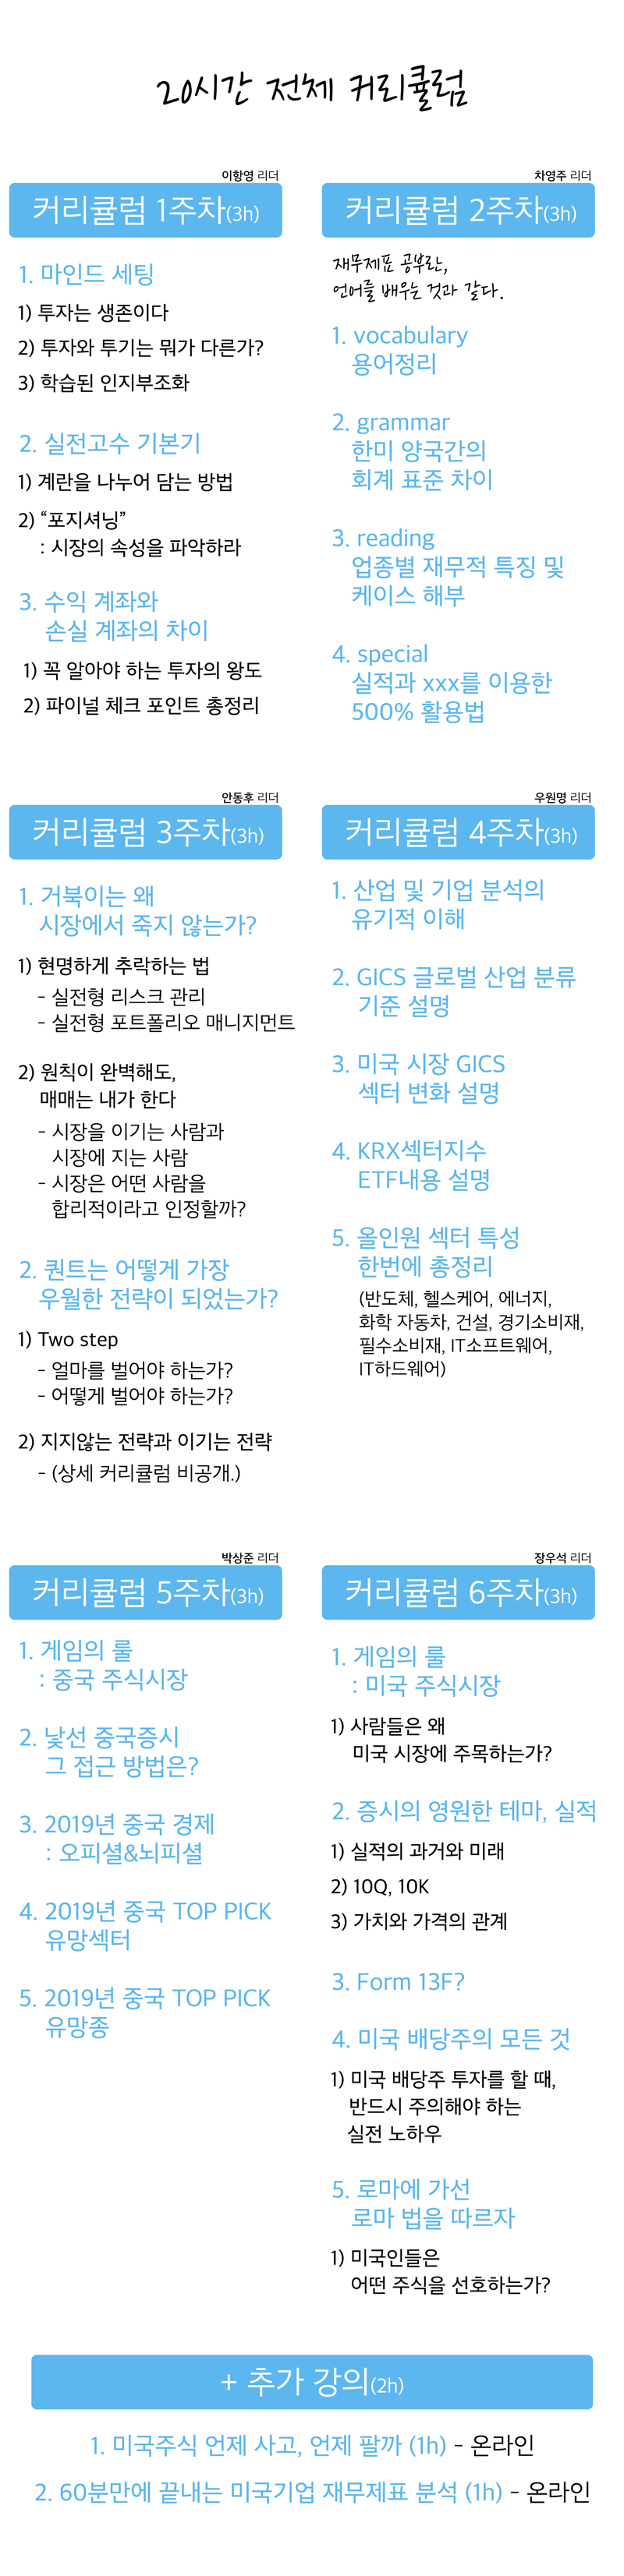 20시간 전체 커리큘럼
이항영 리더
커리큘럼 1주차(3h)
1. 마인드 세팅
1) 투자는 생존이다
2) 투자와 투기는 뭐가 다른가?
3) 학습된 인지부조화
2. 실전고수 기본기
1) 계란을 나누어 담는 방법
2) “포지셔닝”
: 시장의 속성을 파악하라
3. 수익 계좌와
손실 계좌의 차이
1) 꼭 알아야 하는 투자의 왕도
2) 파이널 체크 포인트 총정리
차영주 리더
커리큘럼 2주차(3h)
재무제표 공부란,
언어를 배우는 것과 같다.
1. vocabulary
용어정리
2. grammar
한미 양국간의
회계 표준 차이
3. reading
업종별 재무적 특징 및
케이스 해부
4. special
실적과 xxx를 이용한
500% 활용법
안동후 리더
커리큘럼 3주차(3h)
1. 거북이는 왜
시장에서 죽지 않는가?
1) 현명하게 추락하는 법
- 실전형 리스크 관리
- 실전형 포트폴리오 매니지먼트
2) 원칙이 완벽해도,
매매는 내가 한다
- 시장을 이기는 사람과
시장에 지는 사람
- 시장은 어떤 사람을
합리적이라고 인정할까?
2. 퀀트는 어떻게 가장
우월한 전략이 되었는가?
1) Two step
- 얼마를 벌어야 하는가?
- 어떻게 벌어야 하는가?
2) 지지않는 전략과 이기는 전략
- (상세 커리큘럼 비공개.)
우원명 리더
커리큘럼 4주차(3h)
1. 산업 및 기업 분석의
유기적 이해
2. GICS 글로벌 산업 분류
기준 설명
3. 미국 시장 GICS
섹터 변화 설명
4. KRX섹터지수
ETF내용 설명
5. 올인원 섹터 특성
한번에 총정리
(반도체, 헬스케어, 에너지,
화학 자동차, 건설, 경기소비재,
필수소비재, IT소프트웨어,
IT하드웨어)
박상준 리더
커리큘럼 5주차(3h)
1. 게임의 룰
: 중국 주식시장
2. 낯선 중국증시
그 접근 방법은?
3. 2019년 중국 경제
: 오피셜&뇌피셜
4. 2019년 중국 TOP PICK
유망섹터
5. 2019년 중국 TOP PICK
유망종
장우석 리더
커리큘럼 6주차(3h)
1. 게임의 룰
: 미국 주식시장
1) 사람들은 왜
미국 시장에 주목하는가?
2. 증시의 영원한 테마, 실적
1) 실적의 과거와 미래
2) 10Q, 10K
3) 가치와 가격의 관계
3. Form 13F?
4. 미국 배당주의 모든 것
1) 미국 배당주 투자를 할 때,
반드시 주의해야 하는
실전 노하우
5. 로마에 가선
로마 법을 따르자
1) 미국인들은
어떤 주식을 선호하는가?
+ 추가 강의(2h)
1. 미국주식 언제 사고, 언제 팔까 (1h) - 온라인
2. 60분만에 끝내는 미국기업 재무제표 분석 (1h) - 온라인